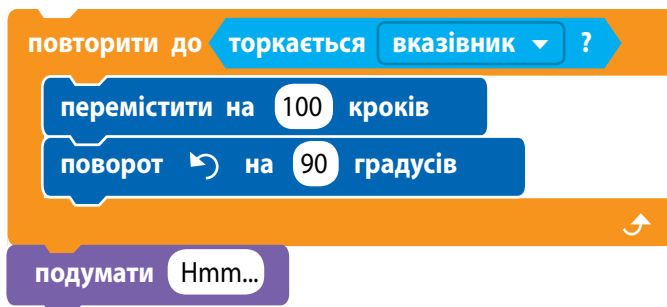 повторити до торкається вказівник ?
перемістити на 100 кроків
поворот на 90 градусів
подумати Hmm...